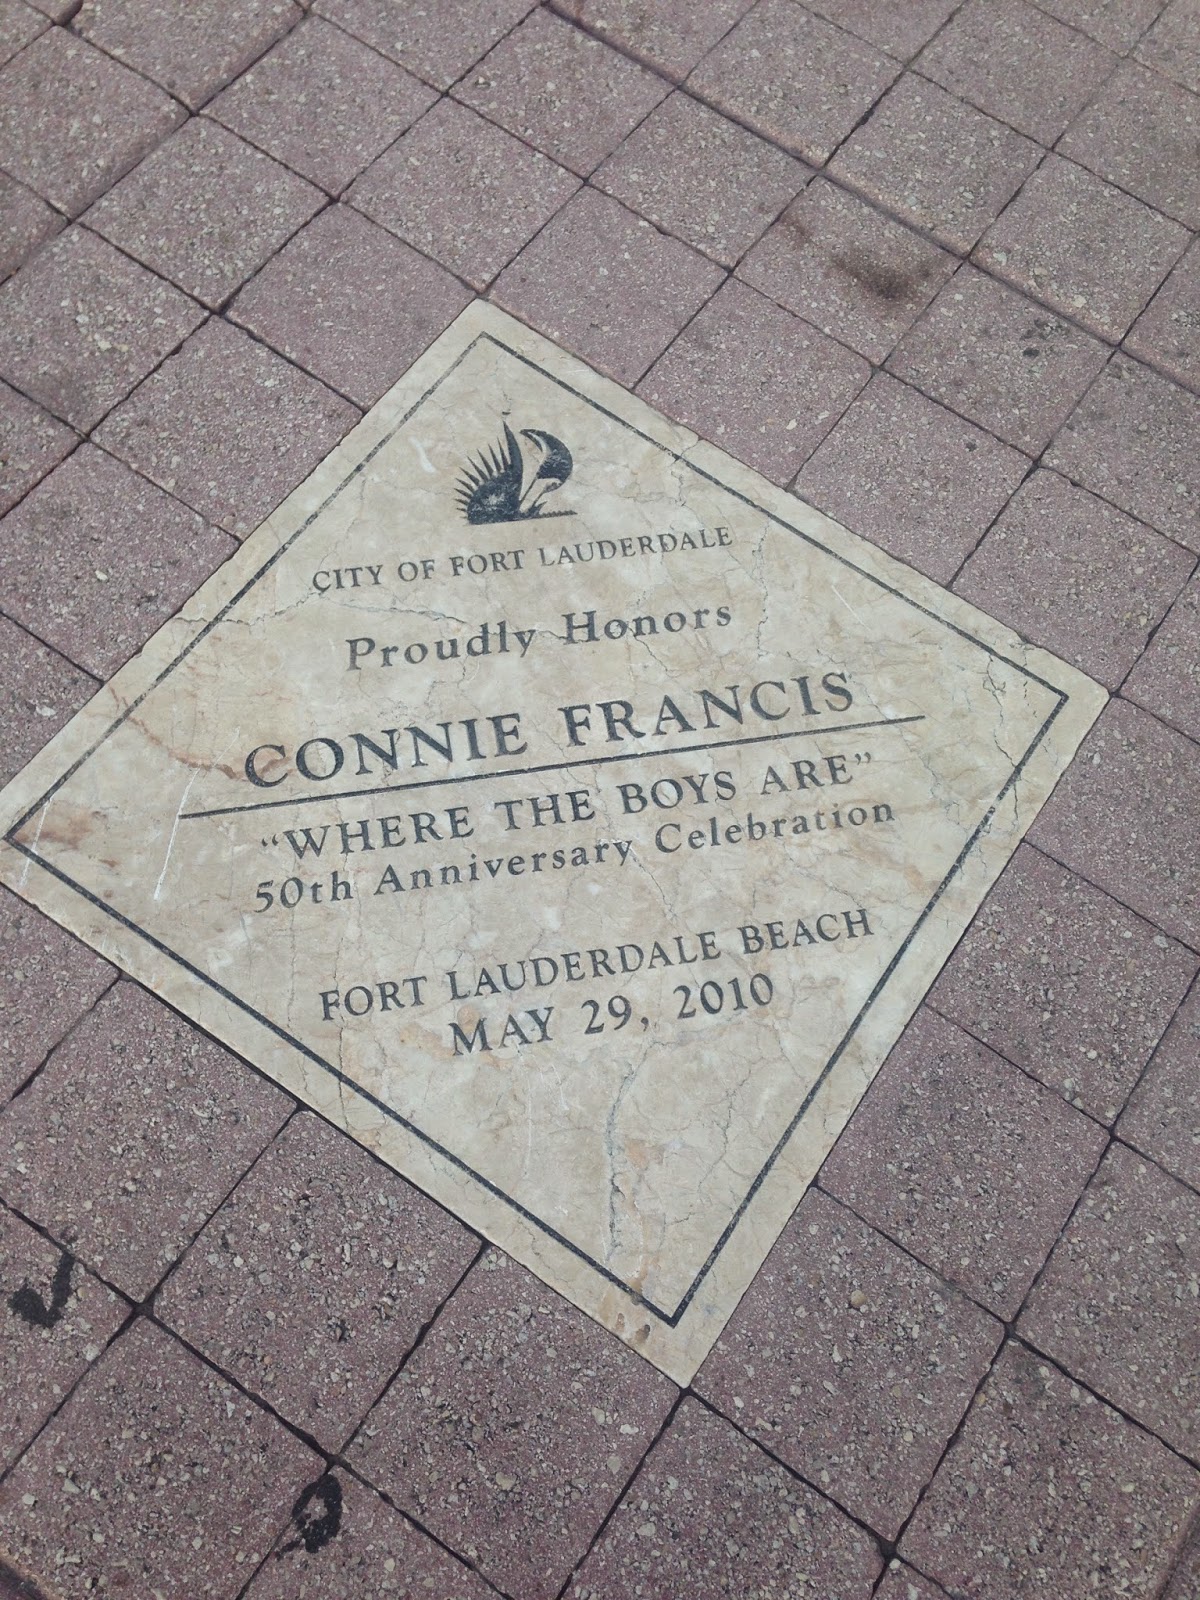 CITY OF FORT LAUDERDALE
Proudly Honors
CONNIE FRANCIS
“WHERE THE BOYS ARE”
50th Anniversary Celebration
FORT LAUDERDALE BEACH
MAY 29, 2010